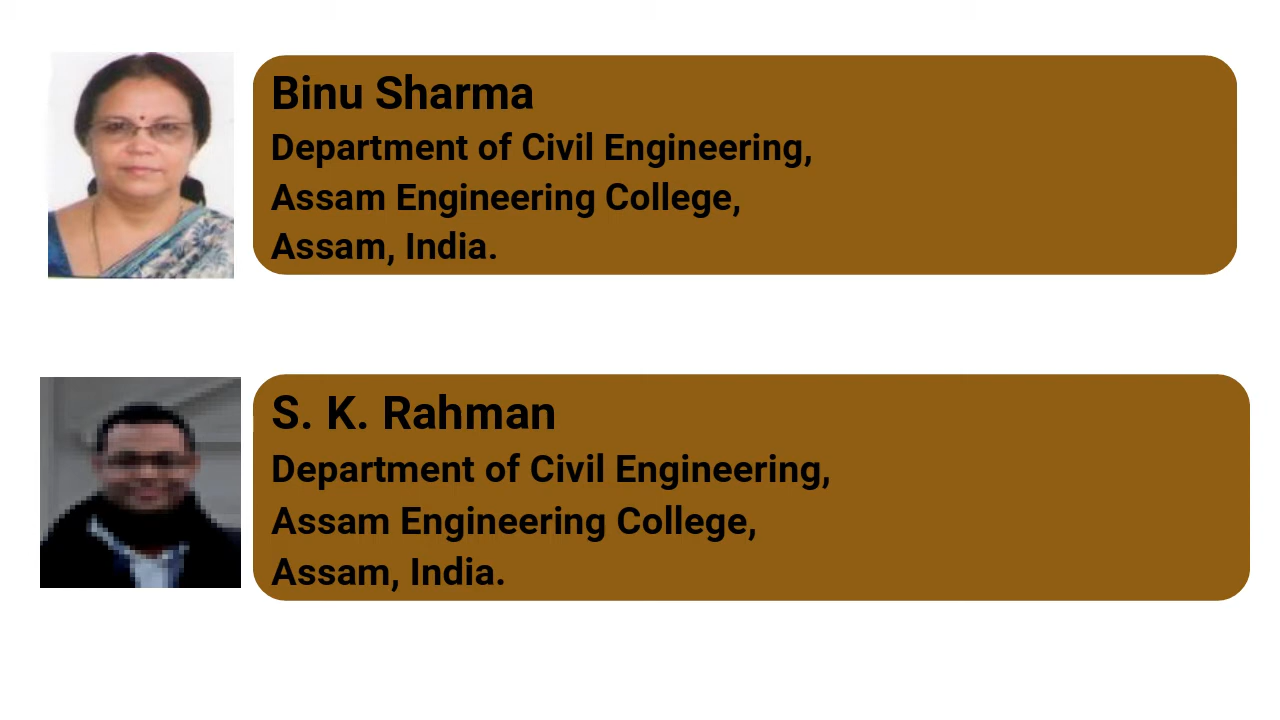 Binu Sharma
Department of Civil Engineering,
Assam Engineering College,
Assam, India.
S. K. Rahman
Department of Civil Engineering,
Assam Engineering College,
Assam, India.